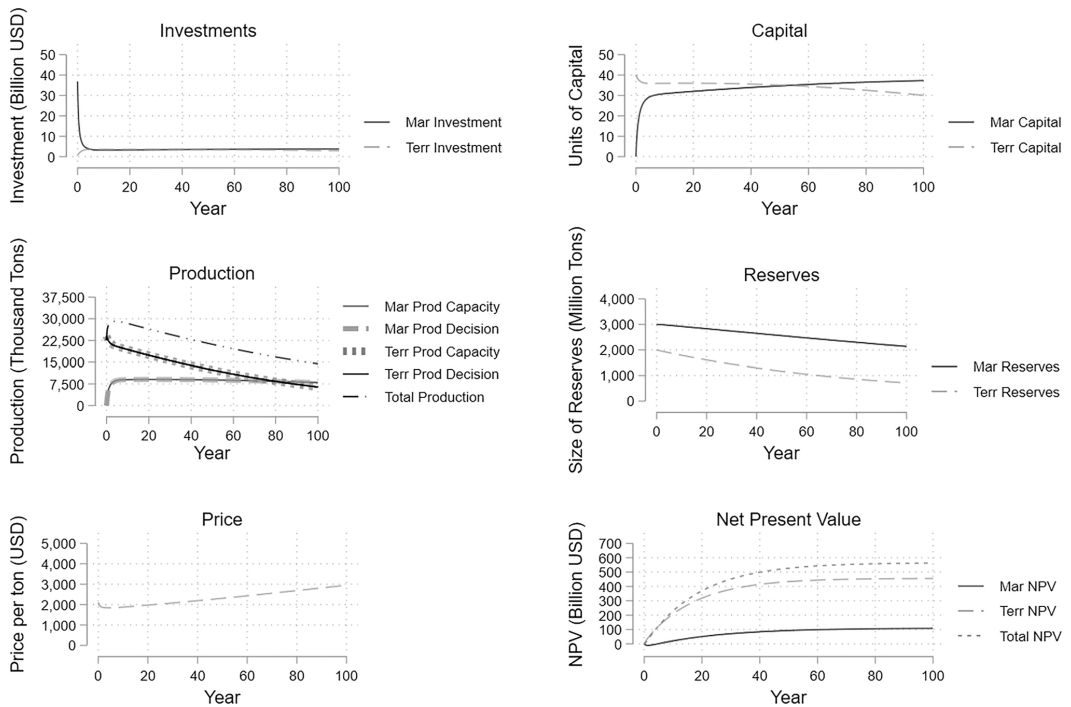 Investments
Investment (Billion USD)
50
40
30
20
10
0
0 20 40 60 80 100
Year
Mar Investment
Terr Investment
Capital
Units of Capital
50
40
30
20
10
0
0 20 40 60 80 100
Year
Mar Capital
Terr Capital
Production
Production (Thousand Tons)
37,500
30,000
22,500
15,000
7,500
0
0 20 40 60 80 100
Year
Mar Prod Capacity
Mar Prod Decision
Terr Prod Capacity
Terr Prod Decision
Total Production
Reserves
Size of Reserves (Million Tons)
4,000
3,000
2,000
1,000
0
0 20 40 60 80 100
Year
Mar Reserves
Terr Reserves
Price
Price per ton (USD)
5,000
4,000
3,000
2,000
1,000
0
0 20 40 60 80 100
Year
Net Present Value
NPV (Billion USD)
700
600
500
400
300
200
100
0
0 20 40 60 80 100
Year
Mar NPV
Terr NPV
Total NPV